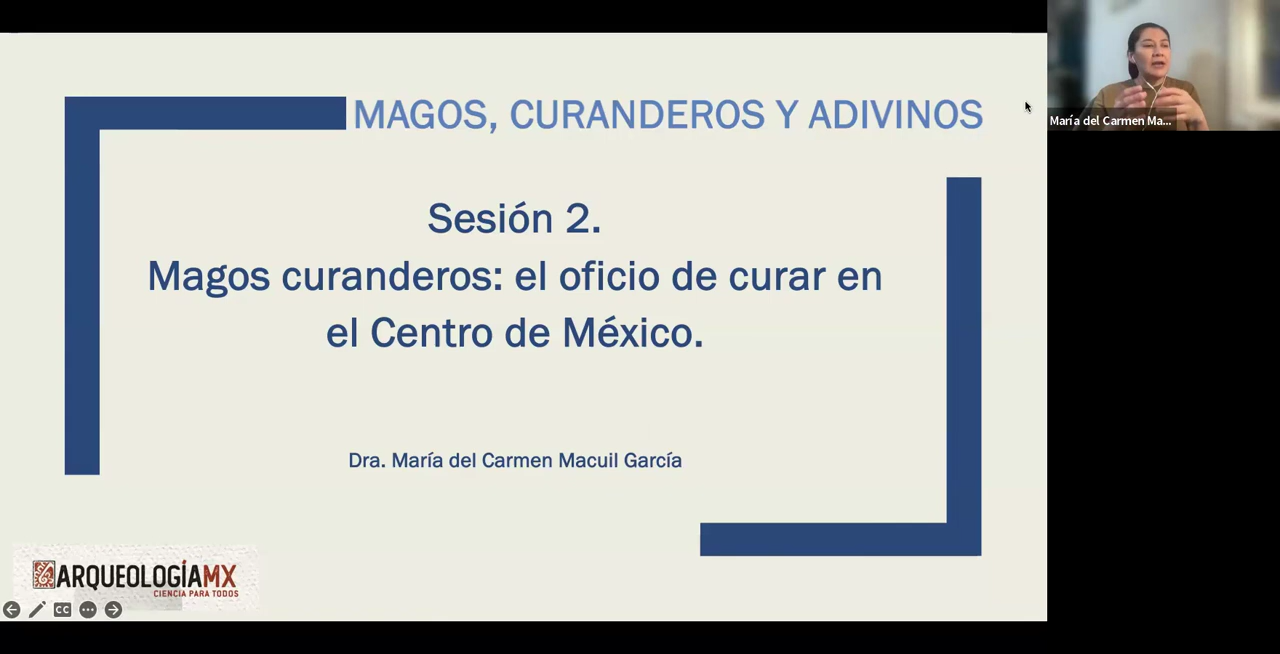 MAGOS, CURANDEROS Y ADIVINOS
María del Carmen Ma...
Sesión 2.
Magos curanderos: el oficio de curar en
el Centro de México.
Dra. María del Carmen Macuil García
ARQUEOLOGÍAMX
CIENCIA PARA TODOS
CC